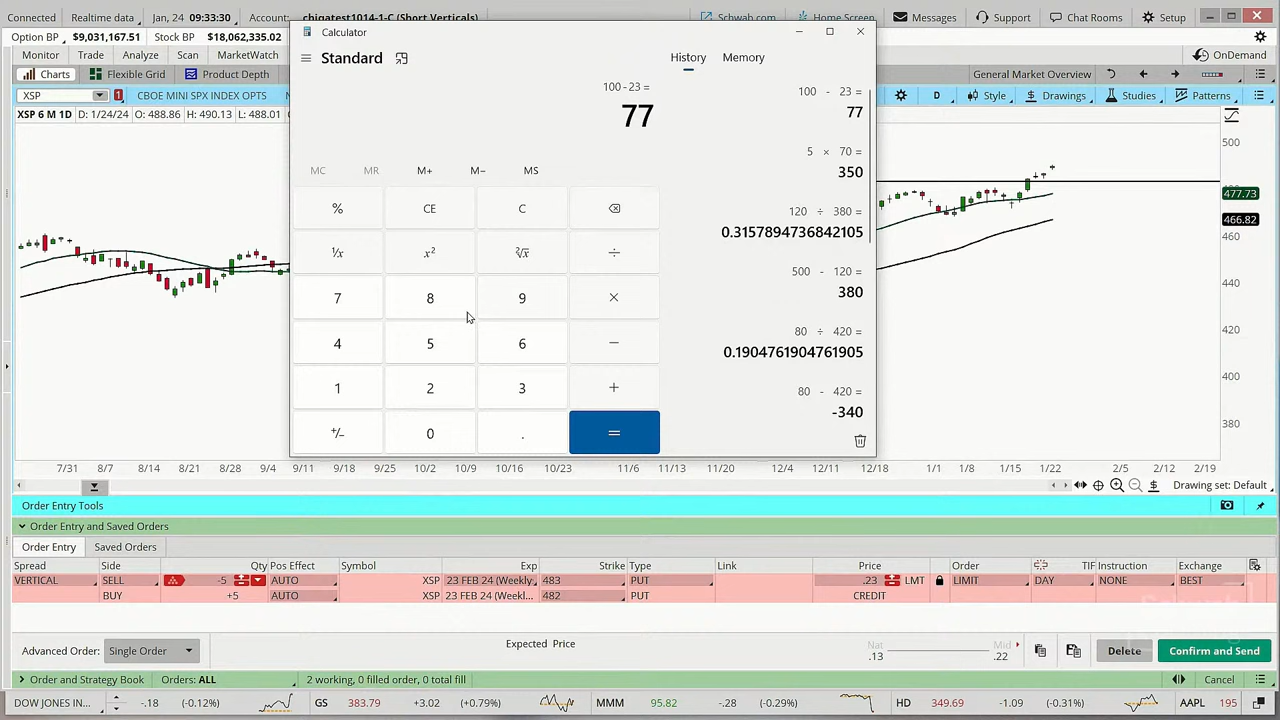 Connected Realtime data Jan, 24 09:33:30 Account: chigatest1014-1-C (Short Verticals) Schwab.com Home Screen Messages Support Chat Rooms Setup
Option BP $9,031,167.51 Stock BP $18,062,335.02
Monitor Trade Analyze Scan MarketWatch OnDemand
Charts Flexible Grid Product Depth General Market Overview
XSP 1 CBOE MINI SPX INDEX OPTS D Style Drawings Studies Patterns
XSP 6 M 1D D: 1/24/24 O: 488.86 H: 490.13 L: 488.01
Calculator
Standard
History Memory
100 - 23 =
77
MC MR M+ M− MS
% CE C
1/x x² ²√x ÷
7 8 9 ×
4 5 6 −
1 2 3 +
+/− 0 . =
100 - 23 =
77
5 × 70 =
350
120 ÷ 380 =
0.3157894736842105
500 - 120 =
380
80 ÷ 420 =
0.1904761904761905
80 - 420 =
-340
500
477.73
466.82
460
440
420
400
380
7/31 8/7 8/14 8/21 8/28 9/4 9/11 9/18 9/25 10/2 10/9 10/16 10/23 11/6 11/13 11/20 12/4 12/11 12/18 1/1 1/8 1/15 1/22 2/5 2/12 2/19
Drawing set: Default
Order Entry Tools
Order Entry and Saved Orders
Order Entry Saved Orders
Spread Side Qty Pos Effect Symbol Exp Strike Type Link Price Order TIF Instruction Exchange
VERTICAL SELL -5 AUTO XSP 23 FEB 24 (Weekly. 483 PUT .23 LMT LIMIT DAY NONE BEST
BUY +5 AUTO XSP 23 FEB 24 (Weekl... 482 PUT CREDIT
Advanced Order: Single Order Expected Price Nat .13 Mid .22 Delete Confirm and Send
Order and Strategy Book Orders: ALL 2 working, 0 filled order, 0 total fill Cancel
DOW JONES IN... -.18 (-0.12%) GS 383.79 +3.02 (+0.79%) MMM 95.82 -.28 (-0.29%) HD 349.69 -1.09 (-0.31%) AAPL 195